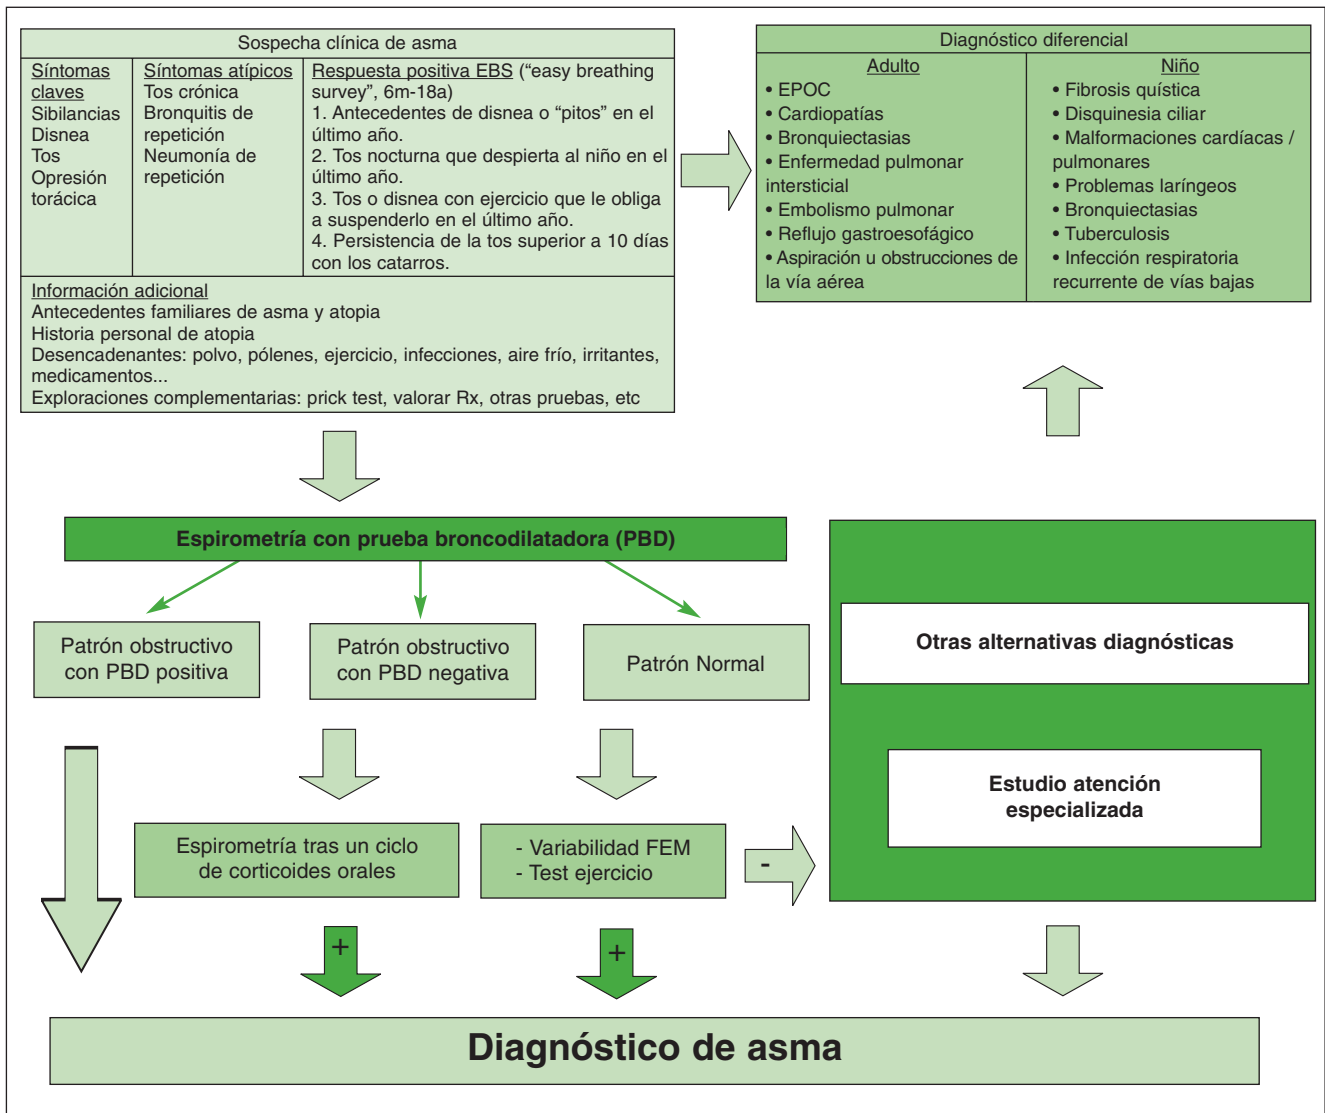 Sospecha clínica de asma
Síntomas
claves
Sibilancias
Disnea
Tos
Opresión
torácica
Síntomas atípicos
Tos crónica
Bronquitis de
repetición
Neumonía de
repetición
Respuesta positiva EBS (“easy breathing
survey”, 6m-18a)
1. Antecedentes de disnea o “pitos” en el
último año.
2. Tos nocturna que despierta al niño en el
último año.
3. Tos o disnea con ejercicio que le obliga
a suspenderlo en el último año.
4. Persistencia de la tos superior a 10 días
con los catarros.
Información adicional
Antecedentes familiares de asma y atopia
Historia personal de atopia
Desencadenantes: polvo, pólenes, ejercicio, infecciones, aire frío, irritantes,
medicamentos...
Exploraciones complementarias: prick test, valorar Rx, otras pruebas, etc
Diagnóstico diferencial
Adulto
• EPOC
• Cardiopatías
• Bronquiectasias
• Enfermedad pulmonar
intersticial
• Embolismo pulmonar
• Reflujo gastroesofágico
• Aspiración u obstrucciones de
la vía aérea
Niño
• Fibrosis quística
• Disquinesia ciliar
• Malformaciones cardíacas /
pulmonares
• Problemas laríngeos
• Bronquiectasias
• Tuberculosis
• Infección respiratoria
recurrente de vías bajas
Espirometría con prueba broncodilatadora (PBD)
Patrón obstructivo
con PBD positiva
Patrón obstructivo
con PBD negativa
Patrón Normal
Otras alternativas diagnósticas
Estudio atención
especializada
Espirometría tras un ciclo
de corticoides orales
- Variabilidad FEM
- Test ejercicio
-
+
+
Diagnóstico de asma